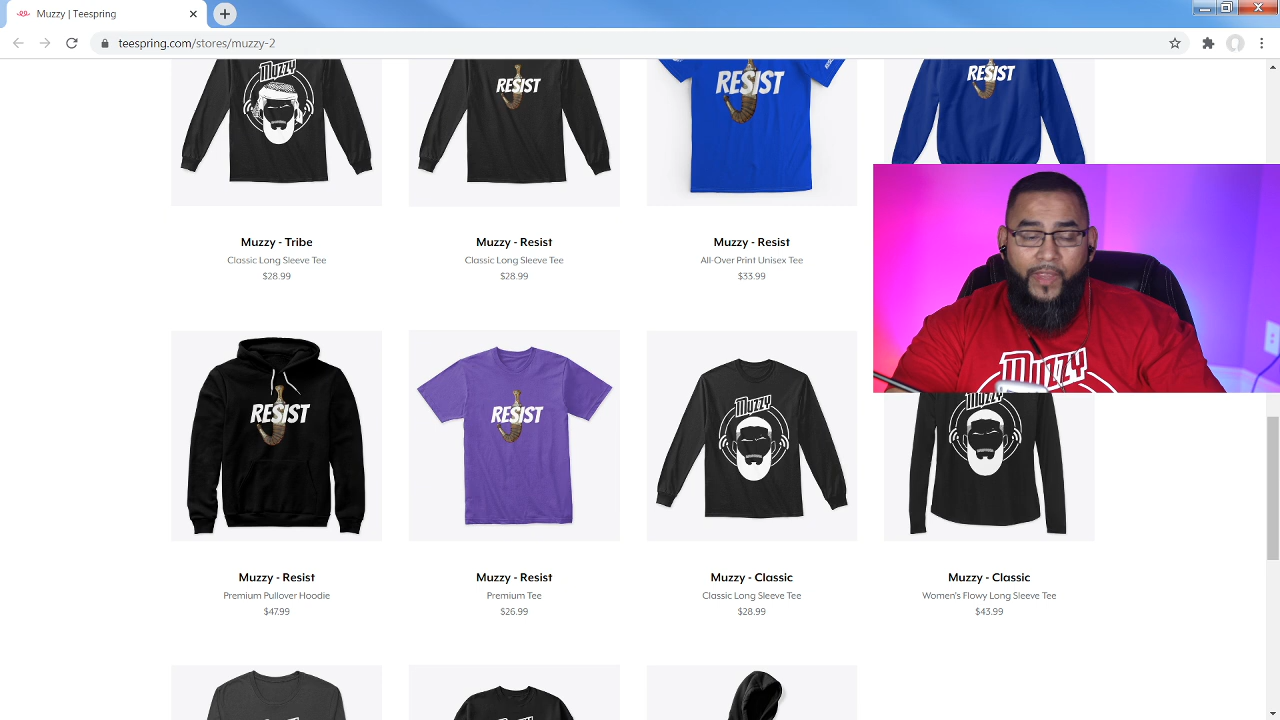 Muzzy | Teespring
teespring.com/stores/muzzy-2
MUZZY
RESIST
RESIST
RESIST
Muzzy - Tribe
Classic Long Sleeve Tee
$28.99
Muzzy - Resist
Classic Long Sleeve Tee
$28.99
Muzzy - Resist
All-Over Print Unisex Tee
$33.99
MUZZY
RESIST
RESIST
MUZZY
MUZZY
Muzzy - Resist
Premium Pullover Hoodie
$47.99
Muzzy - Resist
Premium Tee
$26.99
Muzzy - Classic
Classic Long Sleeve Tee
$28.99
Muzzy - Classic
Women's Flowy Long Sleeve Tee
$43.99